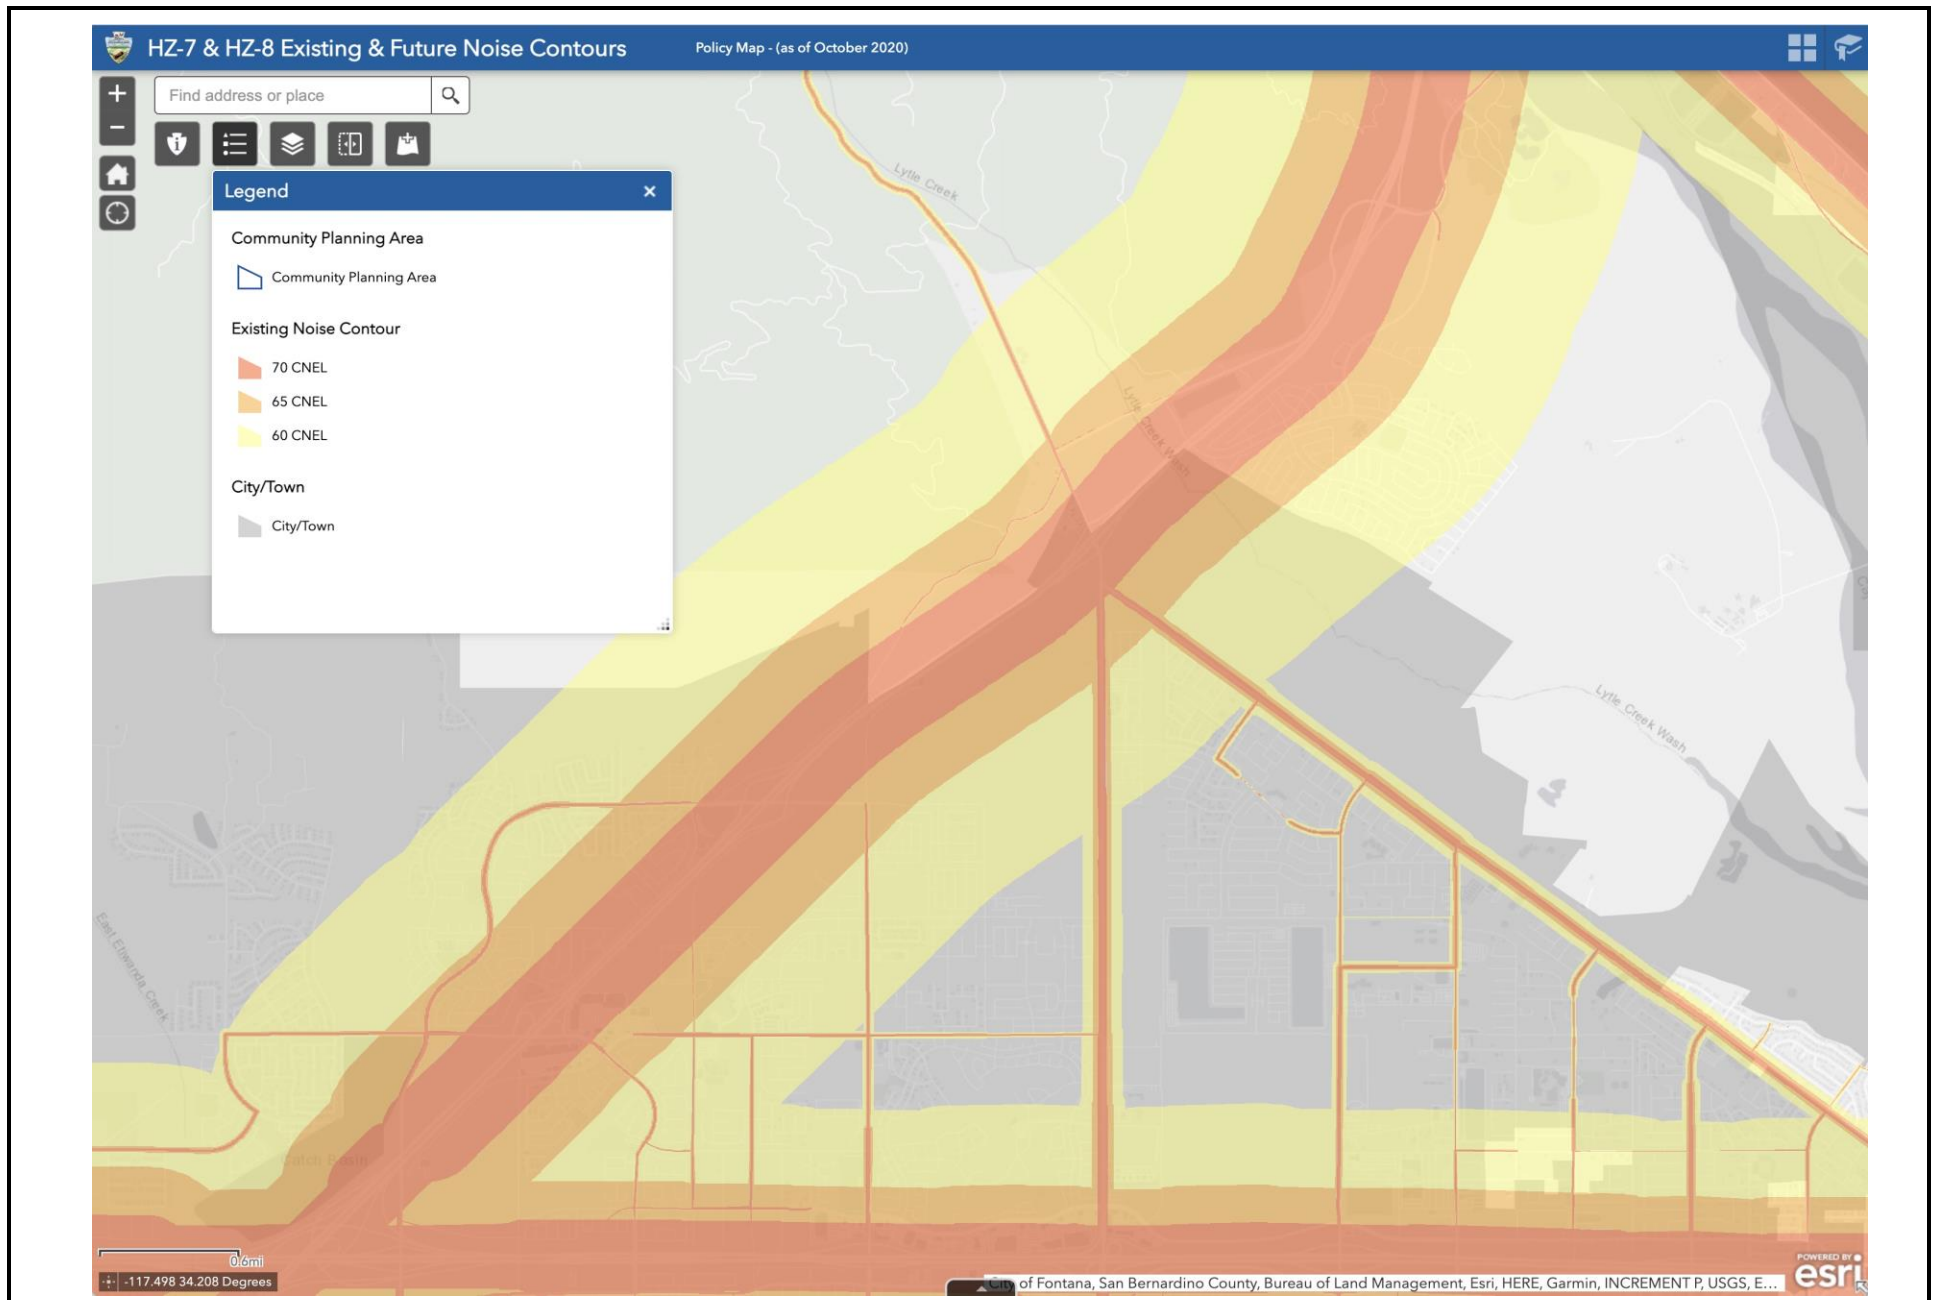 HZ-7 & HZ-8 Existing & Future Noise Contours
Policy Map - (as of October 2020)
Find address or place
Legend
Community Planning Area
Community Planning Area
Existing Noise Contour
70 CNEL
65 CNEL
60 CNEL
City/Town
City/Town
Lytle Creek
Lytle Creek Wash
Lytle Creek Wash
East Etiwanda Creek
Catch Basin
0.6mi
-117.498 34.208 Degrees
City of Fontana, San Bernardino County, Bureau of Land Management, Esri, HERE, Garmin, INCREMENT P, USGS, E...
POWERED BY
esri